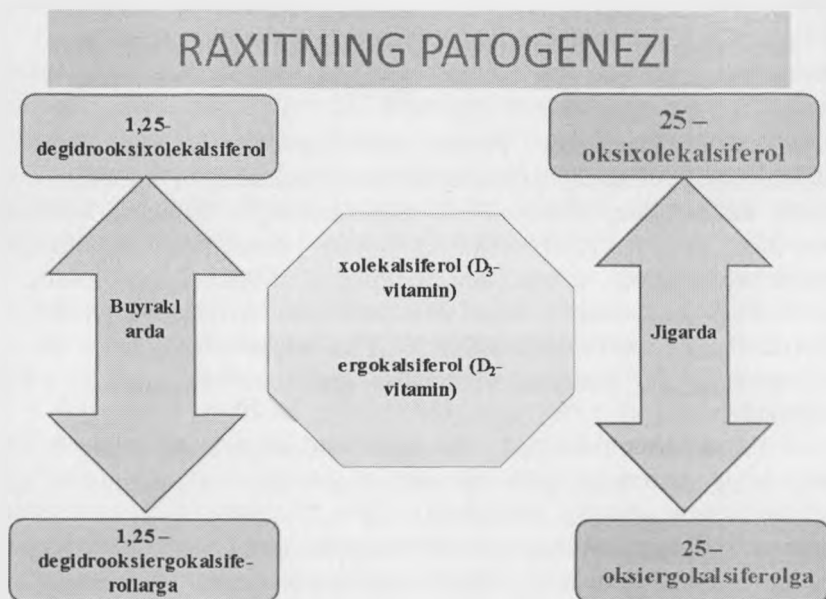 RAXITNING PATOGENEZI
1,25-
degidrooksixolekalsiferol
25–
oksixolekalsiferol
xolekalsiferol (D₃-
vitamin)
ergokalsiferol (D₂-
vitamin)
Buyrakl
arda
Jigarda
1,25–
degidrooksiergokalsife-
rollarga
25–
oksiergokalsiferolga